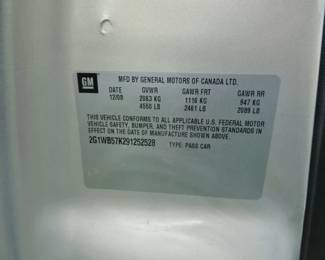 GM
MFD BY GENERAL MOTORS OF CANADA LTD.
DATE GVWR GAWR FRT GAWR RR
12/08 2083 KG 1116 KG 947 KG
4550 LB 2461 LB 2089 LB
THIS VEHICLE CONFORMS TO ALL APPLICABLE U.S. FEDERAL MOTOR
VEHICLE SAFETY, BUMPER, AND THEFT PREVENTION STANDARDS IN
EFFECT ON THE DATE OF MANUFACTURE SHOWN ABOVE.
2G1WB57K291252528 TYPE: PASS CAR